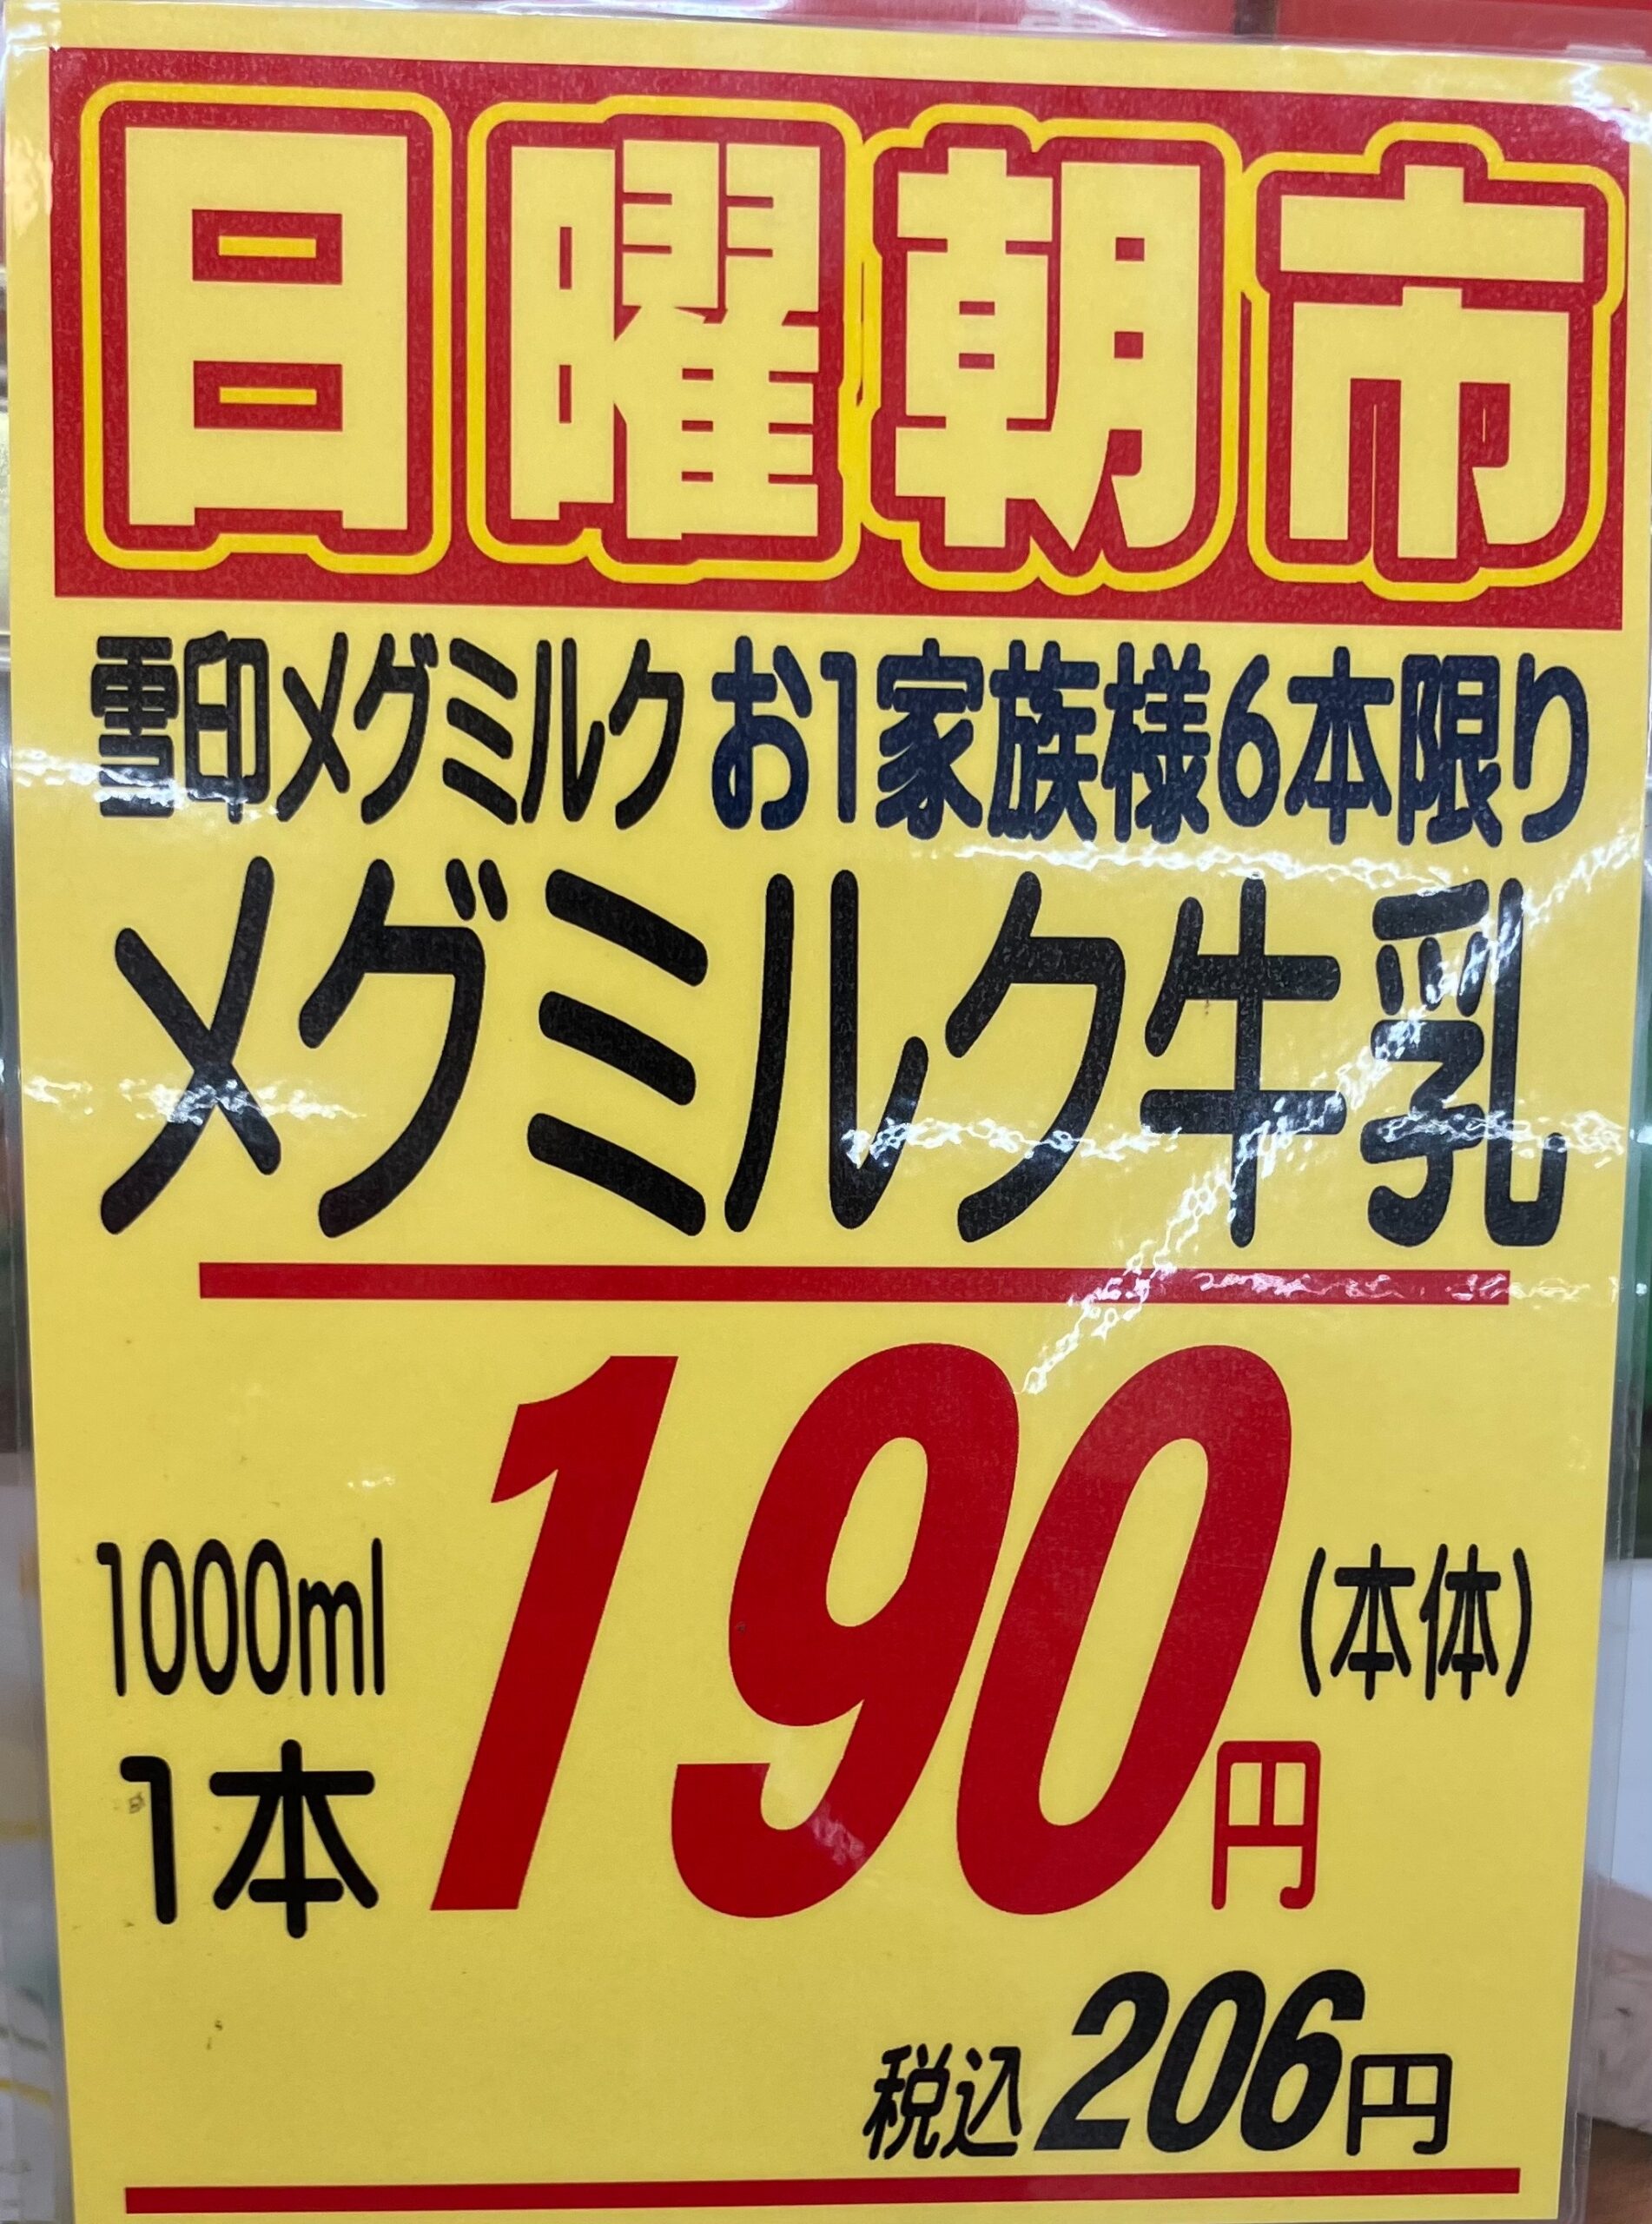 日曜朝市
雪印メグミルク お1家族様6本限り
メグミルク牛乳
1000ml
1本
190円
(本体)
税込206円